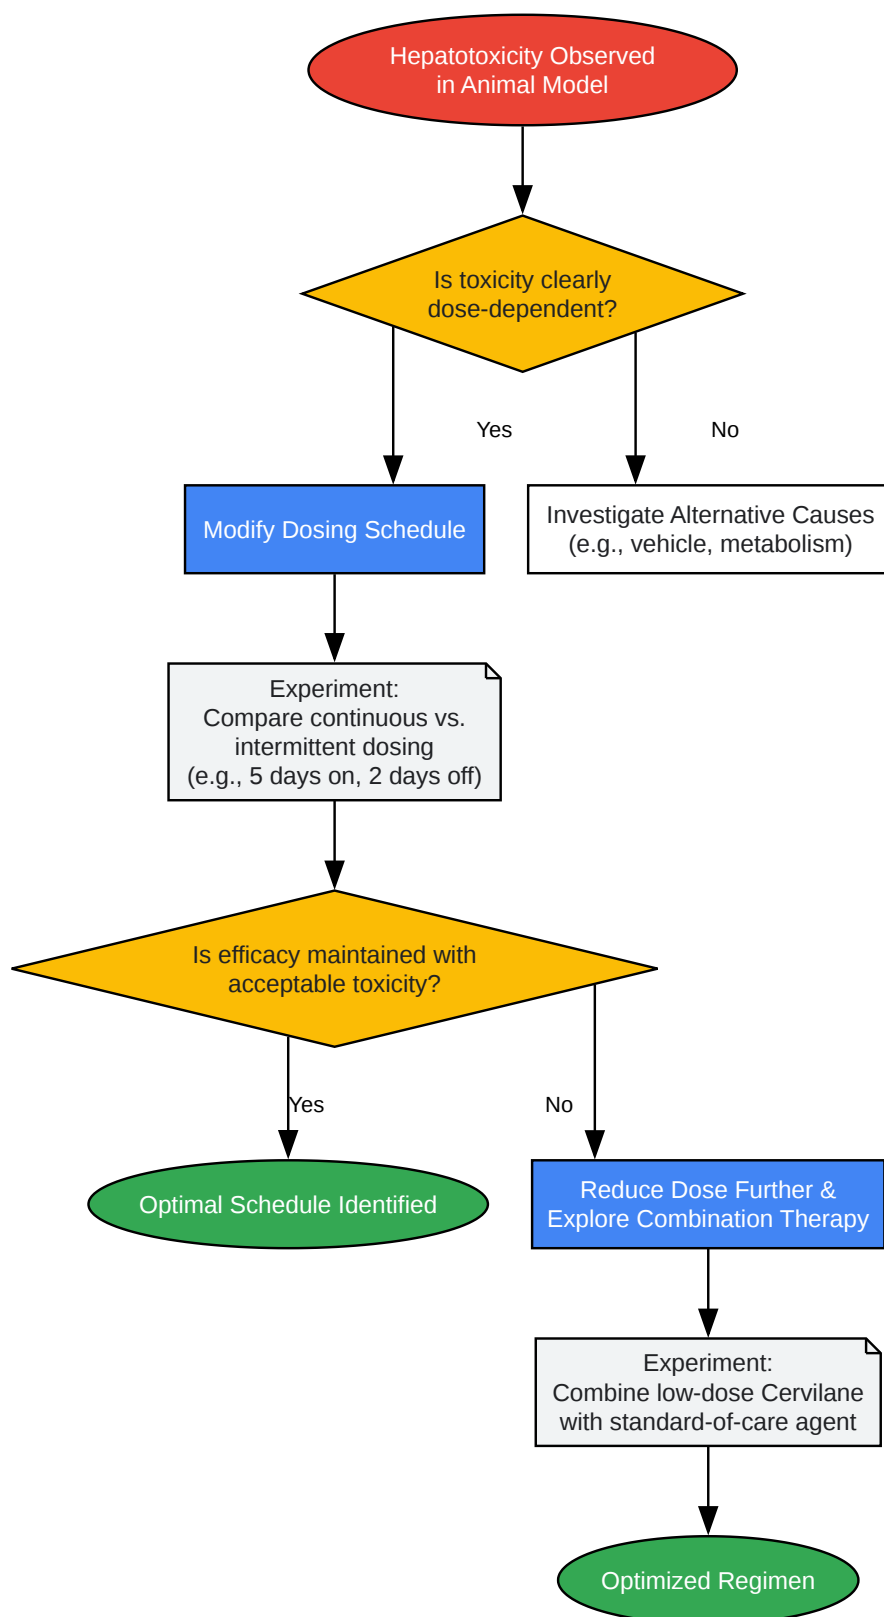 Hepatotoxicity Observed
in Animal Model
Is toxicity clearly
dose-dependent?
Yes
No
Modify Dosing Schedule
Investigate Alternative Causes
(e.g., vehicle, metabolism)
Experiment:
Compare continuous vs.
intermittent dosing
(e.g., 5 days on, 2 days off)
Is efficacy maintained with
acceptable toxicity?
Yes
No
Optimal Schedule Identified
Reduce Dose Further &
Explore Combination Therapy
Experiment:
Combine low-dose Cervilane
with standard-of-care agent
Optimized Regimen